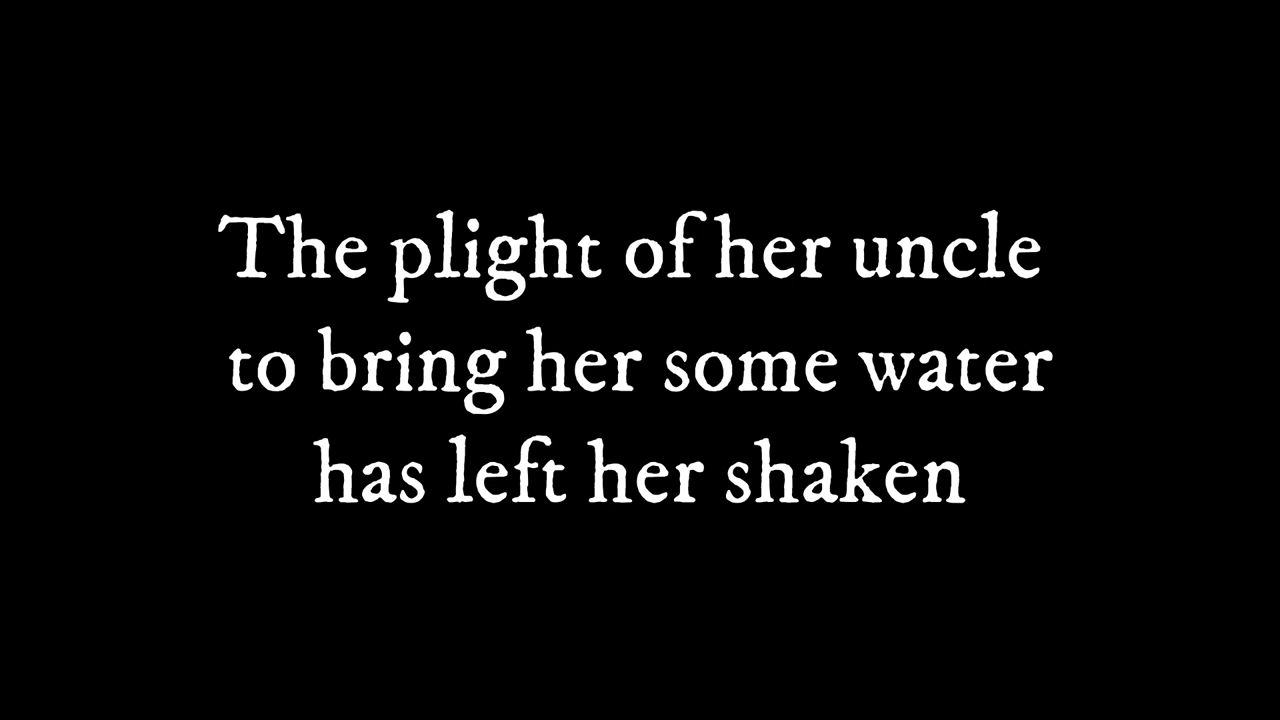 The plight of her uncle
to bring her some water
has left her shaken